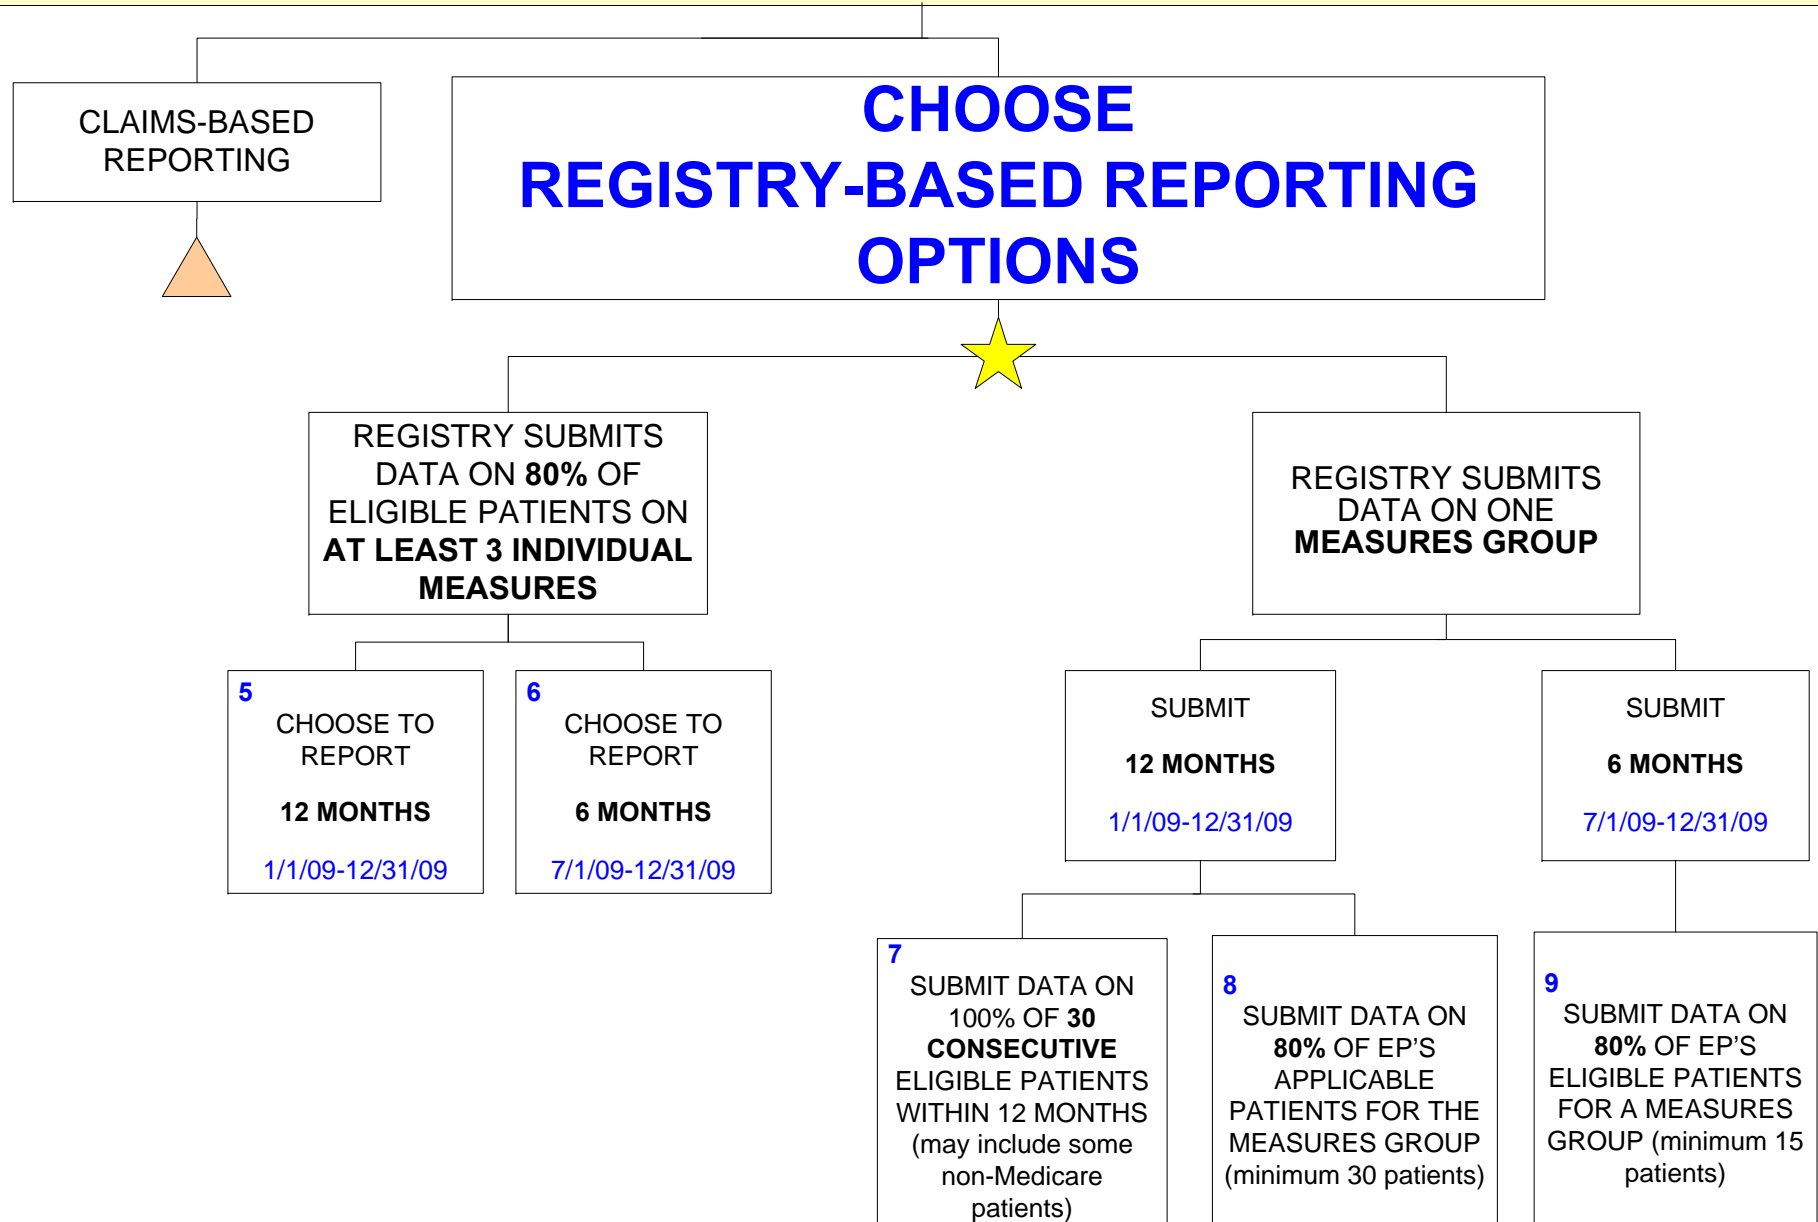 CLAIMS-BASED
REPORTING
CHOOSE
REGISTRY-BASED REPORTING
OPTIONS
REGISTRY SUBMITS
DATA ON 80% OF
ELIGIBLE PATIENTS ON
AT LEAST 3 INDIVIDUAL
MEASURES
REGISTRY SUBMITS
DATA ON ONE
MEASURES GROUP
5
CHOOSE TO
REPORT
12 MONTHS
1/1/09-12/31/09
6
CHOOSE TO
REPORT
6 MONTHS
7/1/09-12/31/09
SUBMIT
12 MONTHS
1/1/09-12/31/09
SUBMIT
6 MONTHS
7/1/09-12/31/09
7
SUBMIT DATA ON
100% OF 30
CONSECUTIVE
ELIGIBLE PATIENTS
WITHIN 12 MONTHS
(may include some
non-Medicare
patients)
8
SUBMIT DATA ON
80% OF EP’S
APPLICABLE
PATIENTS FOR THE
MEASURES GROUP
(minimum 30 patients)
9
SUBMIT DATA ON
80% OF EP’S
ELIGIBLE PATIENTS
FOR A MEASURES
GROUP (minimum 15
patients)